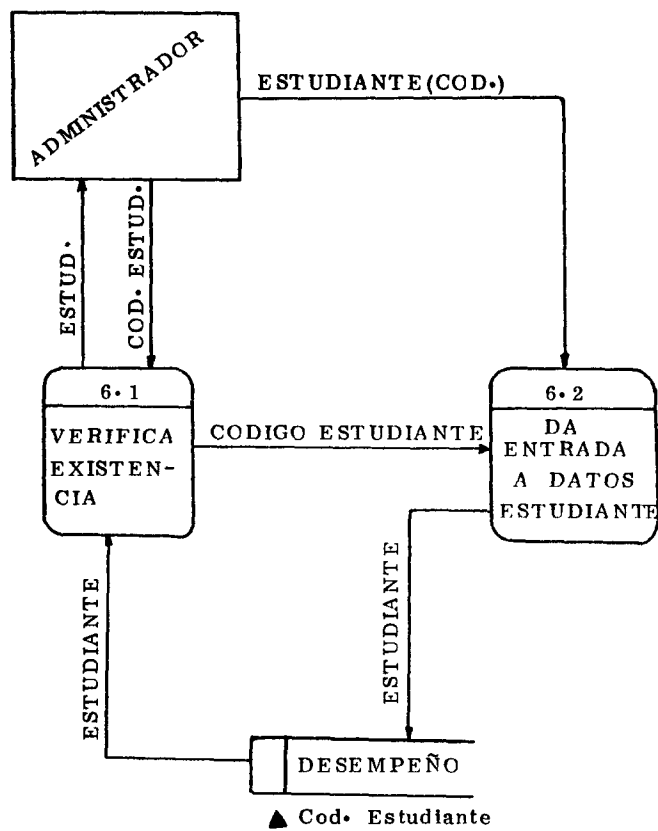 ADMINISTRADOR
ESTUDIANTE(COD.)
ESTUD.
COD. ESTUD.
6.1
VERIFICA
EXISTEN-
CIA
CODIGO ESTUDIANTE
6.2
DA
ENTRADA
A DATOS
ESTUDIANTE
ESTUDIANTE
ESTUDIANTE
DESEMPEÑO
▲ Cod. Estudiante